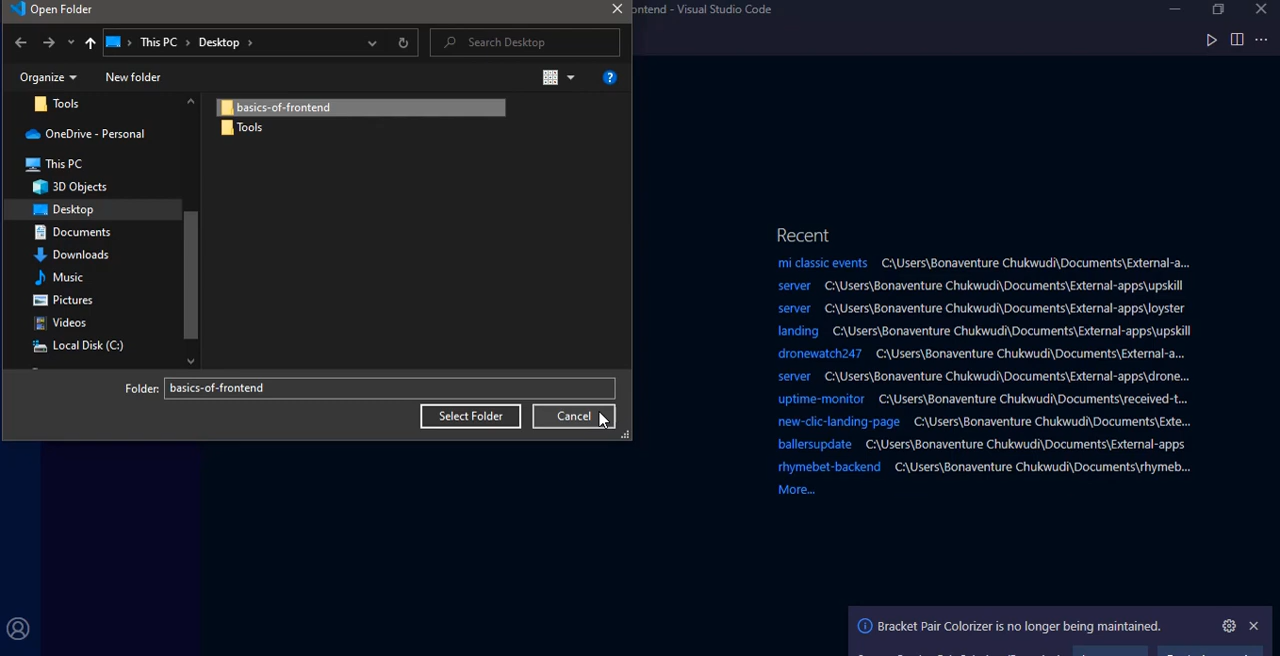 Open Folder
ontend - Visual Studio Code
This PC > Desktop >
Search Desktop
Organize
New folder
Tools
OneDrive - Personal
This PC
3D Objects
Desktop
Documents
Downloads
Music
Pictures
Videos
Local Disk (C:)
basics-of-frontend
Tools
Folder: basics-of-frontend
Select Folder
Cancel
Recent
mi classic events C:\Users\Bonaventure Chukwudi\Documents\External-a...
server C:\Users\Bonaventure Chukwudi\Documents\External-apps\upskill
server C:\Users\Bonaventure Chukwudi\Documents\External-apps\loyster
landing C:\Users\Bonaventure Chukwudi\Documents\External-apps\upskill
dronewatch247 C:\Users\Bonaventure Chukwudi\Documents\External-a...
server C:\Users\Bonaventure Chukwudi\Documents\External-apps\drone...
uptime-monitor C:\Users\Bonaventure Chukwudi\Documents\received-t...
new-clic-landing-page C:\Users\Bonaventure Chukwudi\Documents\Exte...
ballersupdate C:\Users\Bonaventure Chukwudi\Documents\External-apps
rhymebet-backend C:\Users\Bonaventure Chukwudi\Documents\rhymeb...
More...
Bracket Pair Colorizer is no longer being maintained.